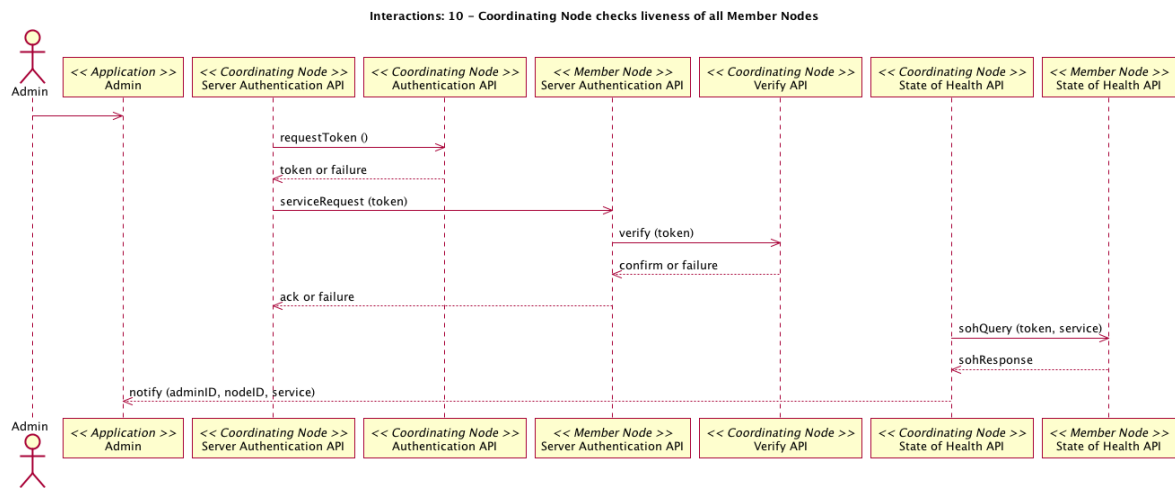 Interactions: 10 - Coordinating Node checks liveness of all Member Nodes
Admin
<< Application >>
Admin
<< Coordinating Node >>
Server Authentication API
<< Coordinating Node >>
Authentication API
<< Member Node >>
Server Authentication API
<< Coordinating Node >>
Verify API
<< Coordinating Node >>
State of Health API
<< Member Node >>
State of Health API
requestToken ()
token or failure
serviceRequest (token)
verify (token)
confirm or failure
ack or failure
sohQuery (token, service)
sohResponse
notify (adminID, nodeID, service)
Admin
<< Application >>
Admin
<< Coordinating Node >>
Server Authentication API
<< Coordinating Node >>
Authentication API
<< Member Node >>
Server Authentication API
<< Coordinating Node >>
Verify API
<< Coordinating Node >>
State of Health API
<< Member Node >>
State of Health API